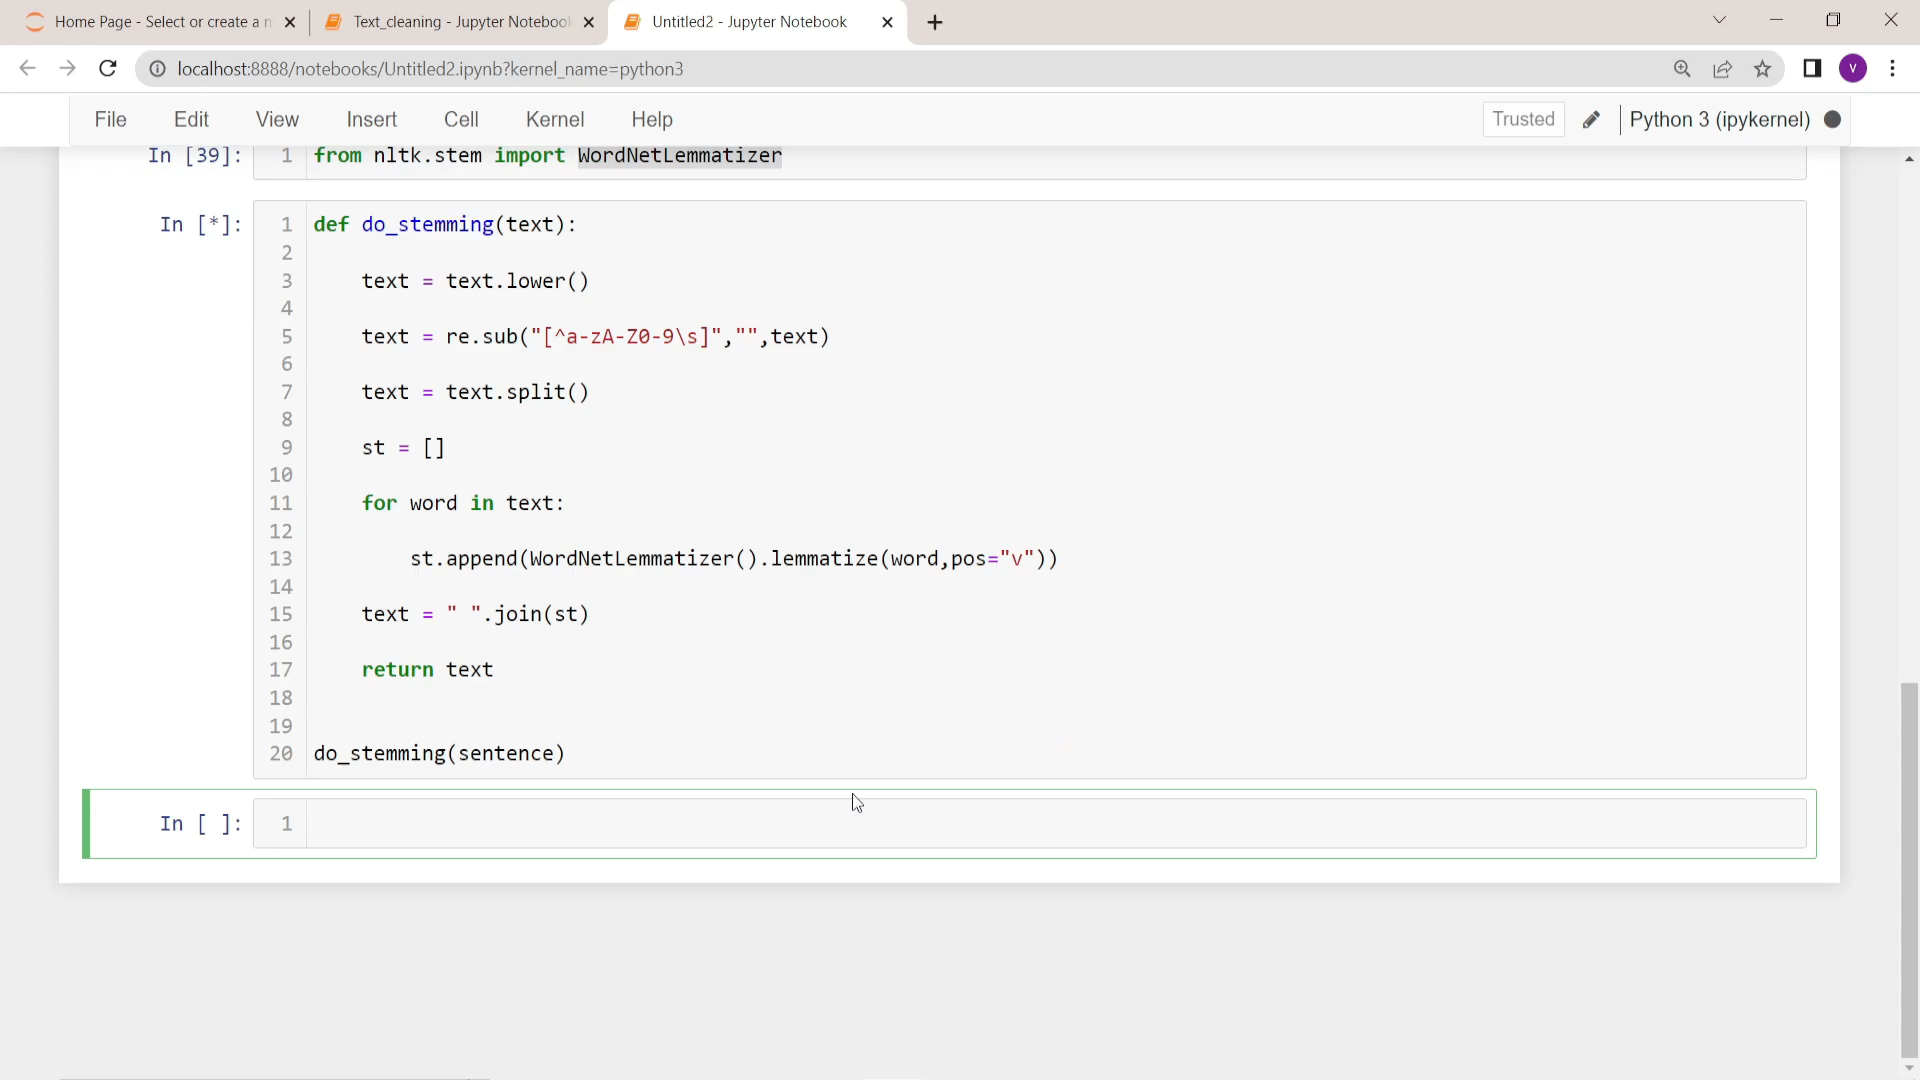 Home Page - Select or create a n
Text_cleaning - Jupyter Notebook
Untitled2 - Jupyter Notebook
localhost:8888/notebooks/Untitled2.ipynb?kernel_name=python3
V
File Edit View Insert Cell Kernel Help Trusted Python 3 (ipykernel)
In [39]: 1 from nltk.stem import WordNetLemmatizer
In [*]: 1 def do_stemming(text):
2
3 text = text.lower()
4
5 text = re.sub("[^a-zA-Z0-9\s]","",text)
6
7 text = text.split()
8
9 st = []
10
11 for word in text:
12
13 st.append(WordNetLemmatizer().lemmatize(word,pos="v"))
14
15 text = " ".join(st)
16
17 return text
18
19
20 do_stemming(sentence)
In [ ]: 1